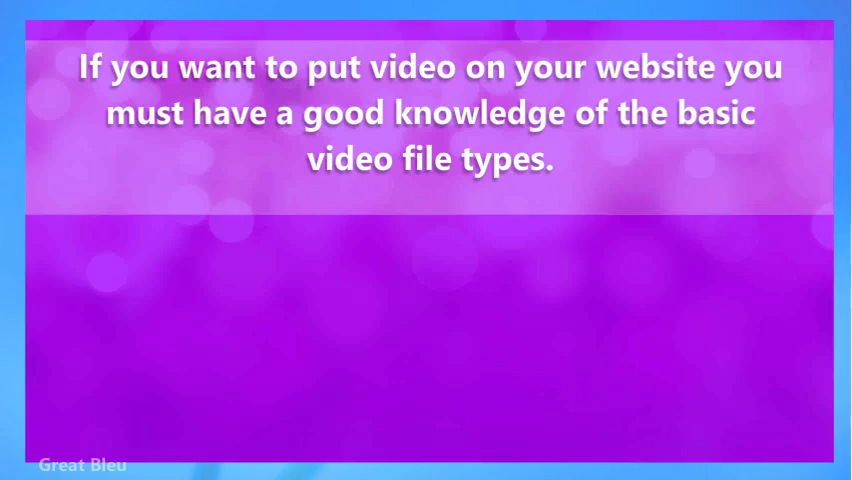 If you want to put video on your website you
must have a good knowledge of the basic
video file types.
Great Bleu